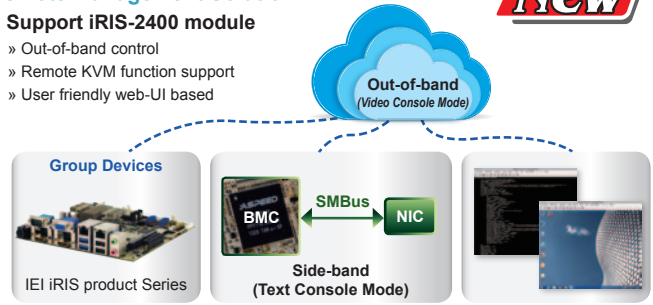 Support iRIS-2400 module
» Out-of-band control
» Remote KVM function support
» User friendly web-UI based
New
Out-of-band
(Video Console Mode)
Group Devices
IEI iRIS product Series
ASPEED
BMC
SMBus
NIC
Side-band
(Text Console Mode)